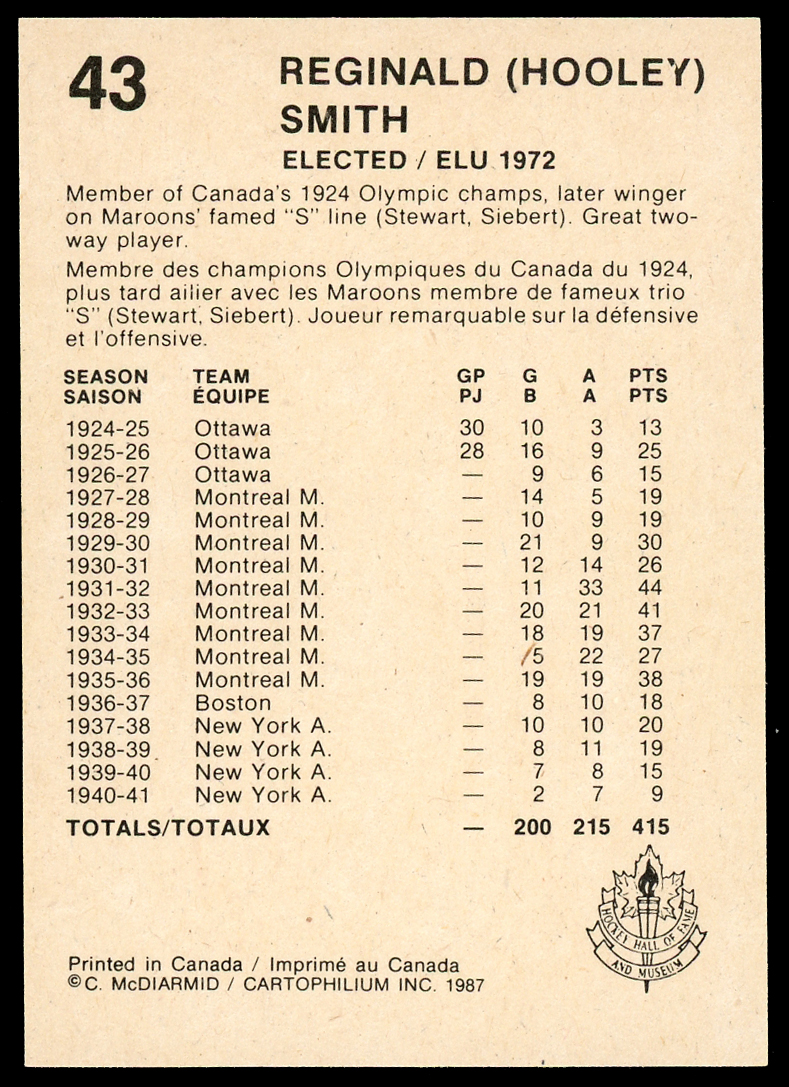 43
REGINALD (HOOLEY)
SMITH
ELECTED / ELU 1972
Member of Canada's 1924 Olympic champs, later winger
on Maroons' famed "S" line (Stewart, Siebert). Great two-
way player.
Membre des champions Olympiques du Canada du 1924,
plus tard ailier avec les Maroons membre de fameux trio
"S" (Stewart, Siebert). Joueur remarquable sur la défensive
et l'offensive.
SEASON TEAM GP G A PTS
SAISON ÉQUIPE PJ B A PTS
1924-25 Ottawa 30 10 3 13
1925-26 Ottawa 28 16 9 25
1926-27 Ottawa — 9 6 15
1927-28 Montreal M. — 14 5 19
1928-29 Montreal M. — 10 9 19
1929-30 Montreal M. — 21 9 30
1930-31 Montreal M. — 12 14 26
1931-32 Montreal M. — 11 33 44
1932-33 Montreal M. — 20 21 41
1933-34 Montreal M. — 18 19 37
1934-35 Montreal M. — 5 22 27
1935-36 Montreal M. — 19 19 38
1936-37 Boston — 8 10 18
1937-38 New York A. — 10 10 20
1938-39 New York A. — 8 11 19
1939-40 New York A. — 7 8 15
1940-41 New York A. — 2 7 9
TOTALS/TOTAUX — 200 215 415
HOCKEY HALL OF FAME
AND MUSEUM
Printed in Canada / Imprimé au Canada
©C. McDIARMID / CARTOPHILIUM INC. 1987